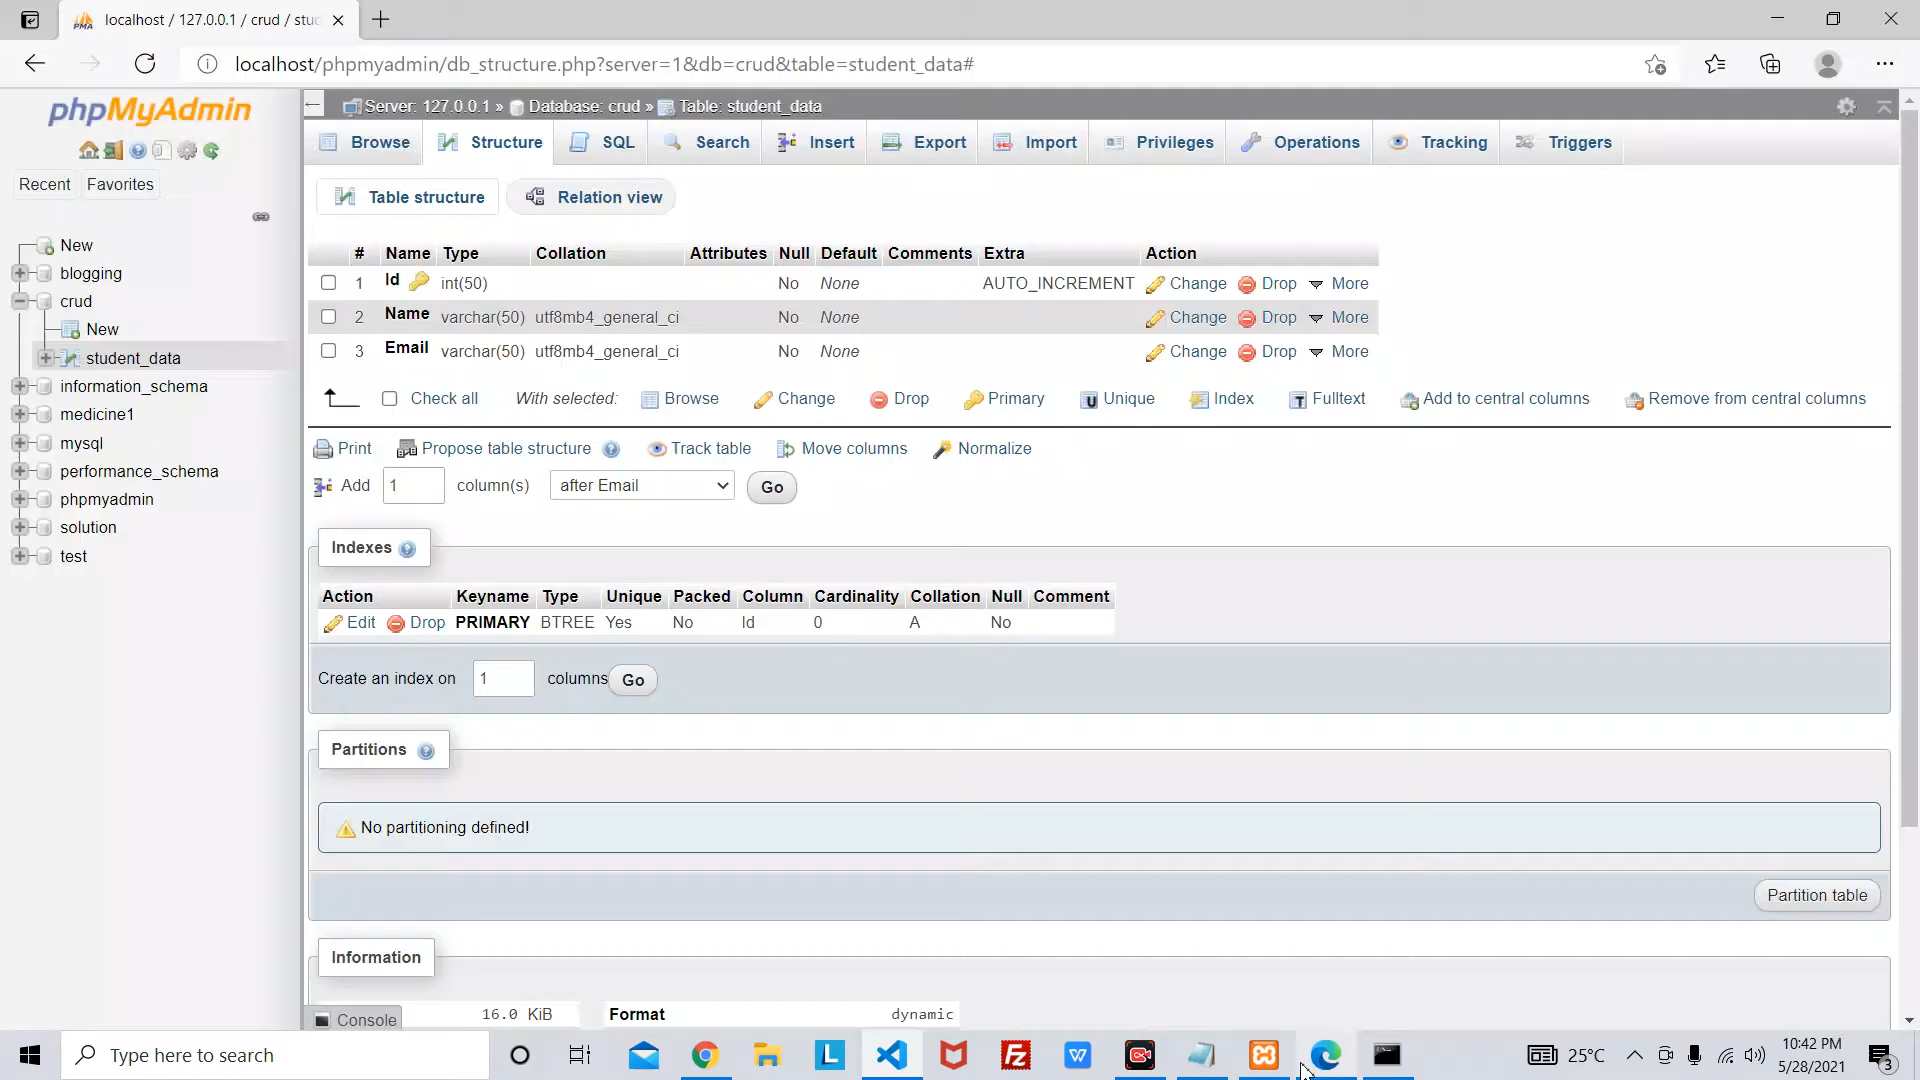 localhost / 127.0.0.1 / crud / stuc
localhost/phpmyadmin/db_structure.php?server=1&db=crud&table=student_data#
phpMyAdmin
Server: 127.0.0.1 » Database: crud » Table: student_data
Browse Structure SQL Search Insert Export Import Privileges Operations Tracking Triggers
Recent Favorites
Table structure Relation view
New
blogging
crud
New
student_data
information_schema
medicine1
mysql
performance_schema
phpmyadmin
solution
test
# Name Type Collation Attributes Null Default Comments Extra Action
1 Id int(50) No None AUTO_INCREMENT Change Drop More
2 Name varchar(50) utf8mb4_general_ci No None Change Drop More
3 Email varchar(50) utf8mb4_general_ci No None Change Drop More
Check all With selected: Browse Change Drop Primary Unique Index Fulltext Add to central columns Remove from central columns
Print Propose table structure Track table Move columns Normalize
Add 1 column(s) after Email Go
Indexes
Action Keyname Type Unique Packed Column Cardinality Collation Null Comment
Edit Drop PRIMARY BTREE Yes No Id 0 A No
Create an index on 1 columns Go
Partitions
No partitioning defined!
Partition table
Information
16.0 KiB Format dynamic
Console
Type here to search
25°C
10:42 PM
5/28/2021
3